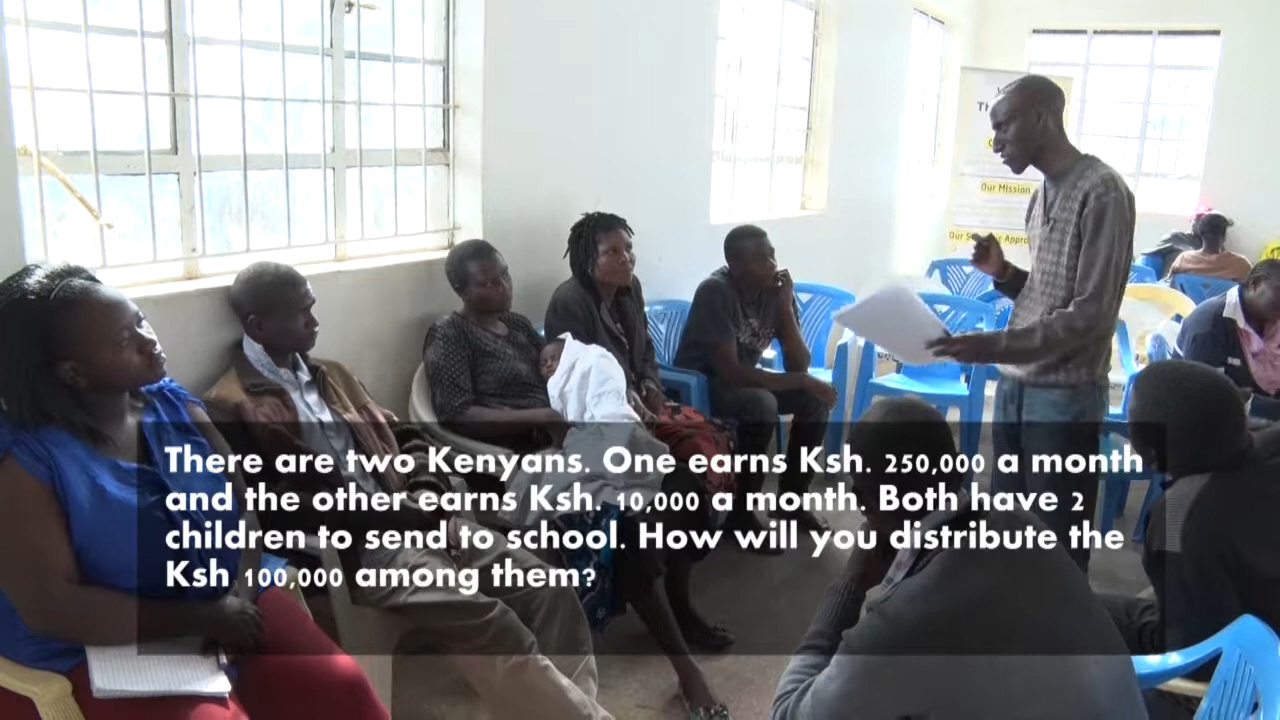 Our Mission
There are two Kenyans. One earns Ksh. 250,000 a month
and the other earns Ksh. 10,000 a month. Both have 2
children to send to school. How will you distribute the
Ksh 100,000 among them?